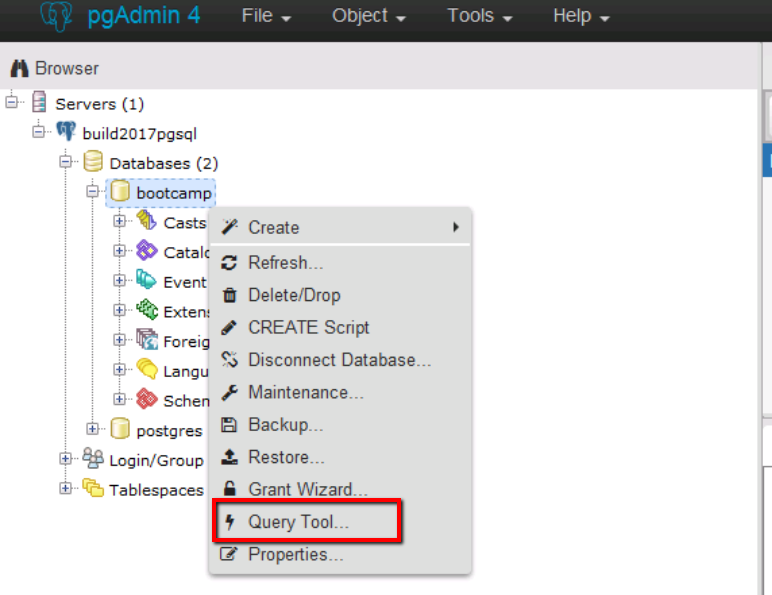 pgAdmin 4 File Object Tools Help
Browser
Servers (1)
build2017pgsql
Databases (2)
bootcamp
Casts
Create
Catalo
Refresh...
Event
Delete/Drop
Exten
CREATE Script
Foreig
Disconnect Database...
Langu
Maintenance...
Schem
Backup...
postgres
Restore...
Login/Group
Grant Wizard...
Tablespaces
Query Tool...
Properties...